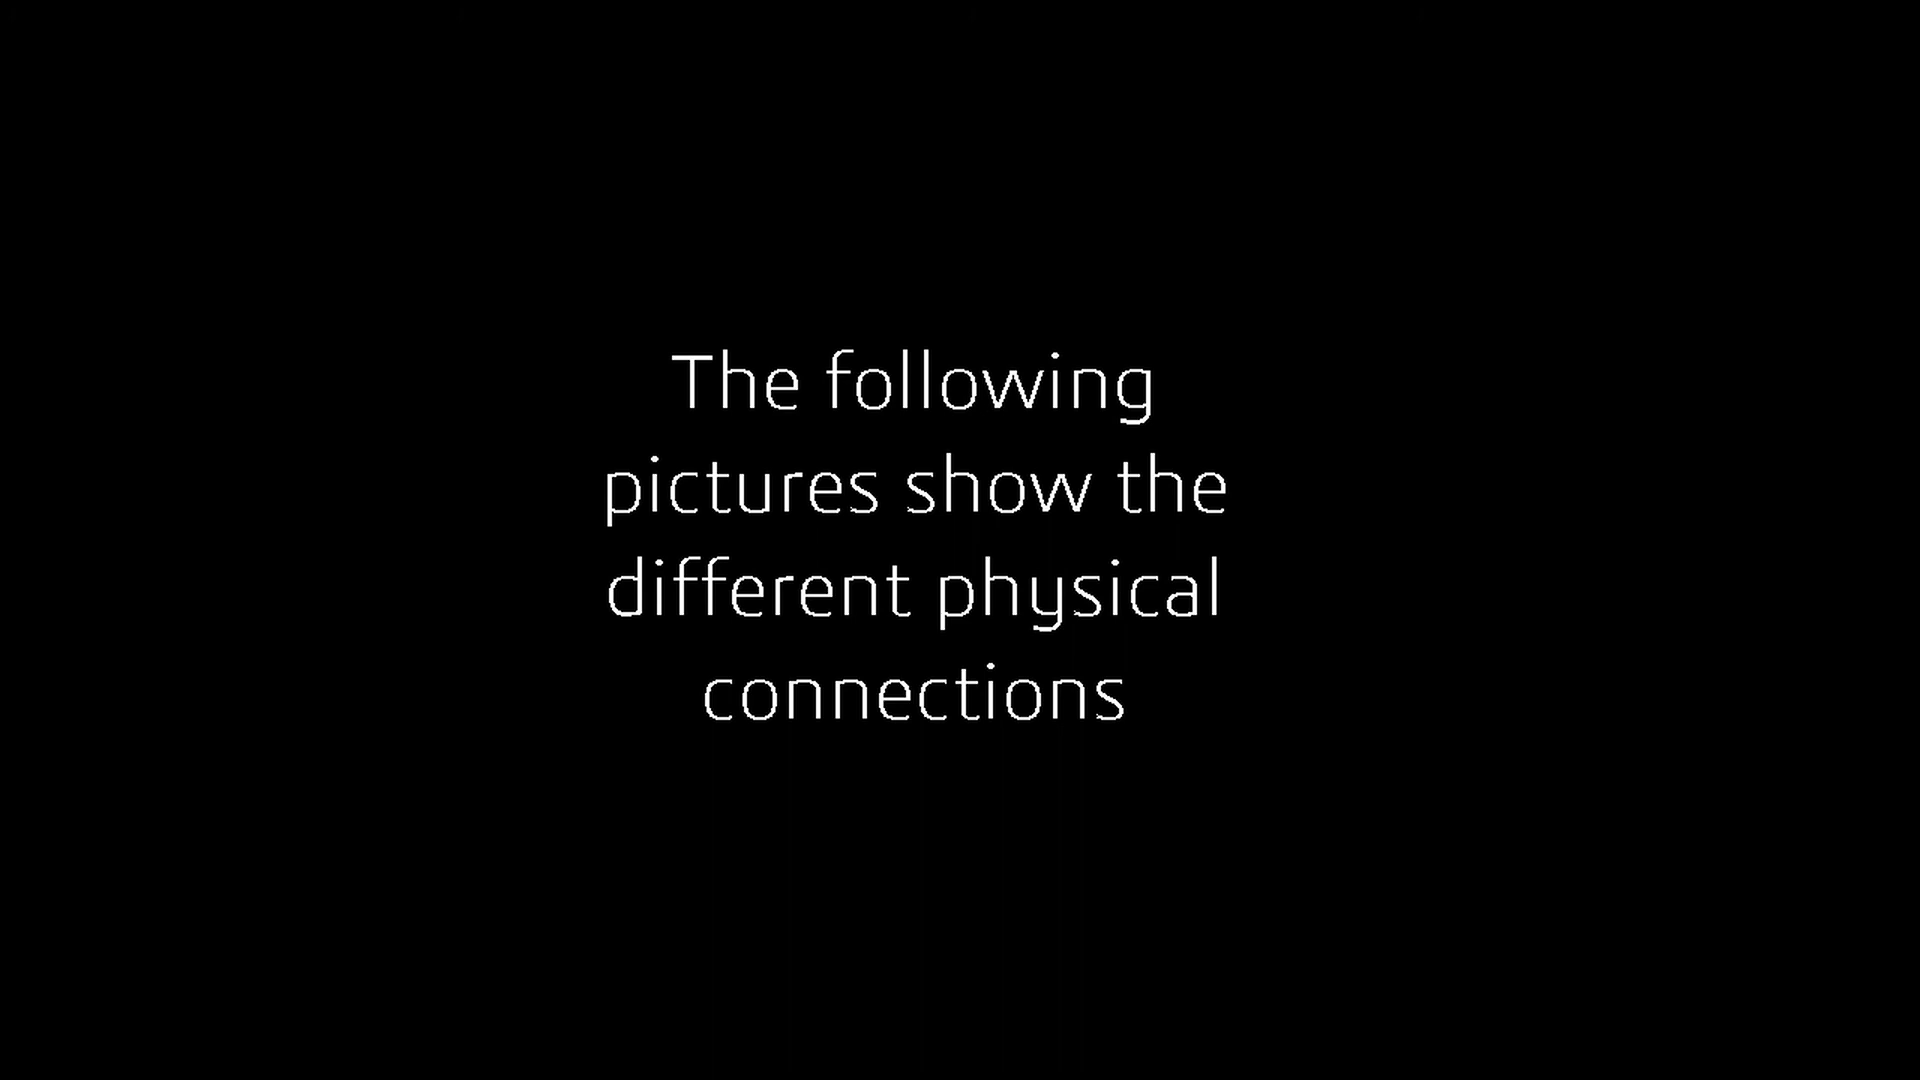 The following
pictures show the
different physical
connections